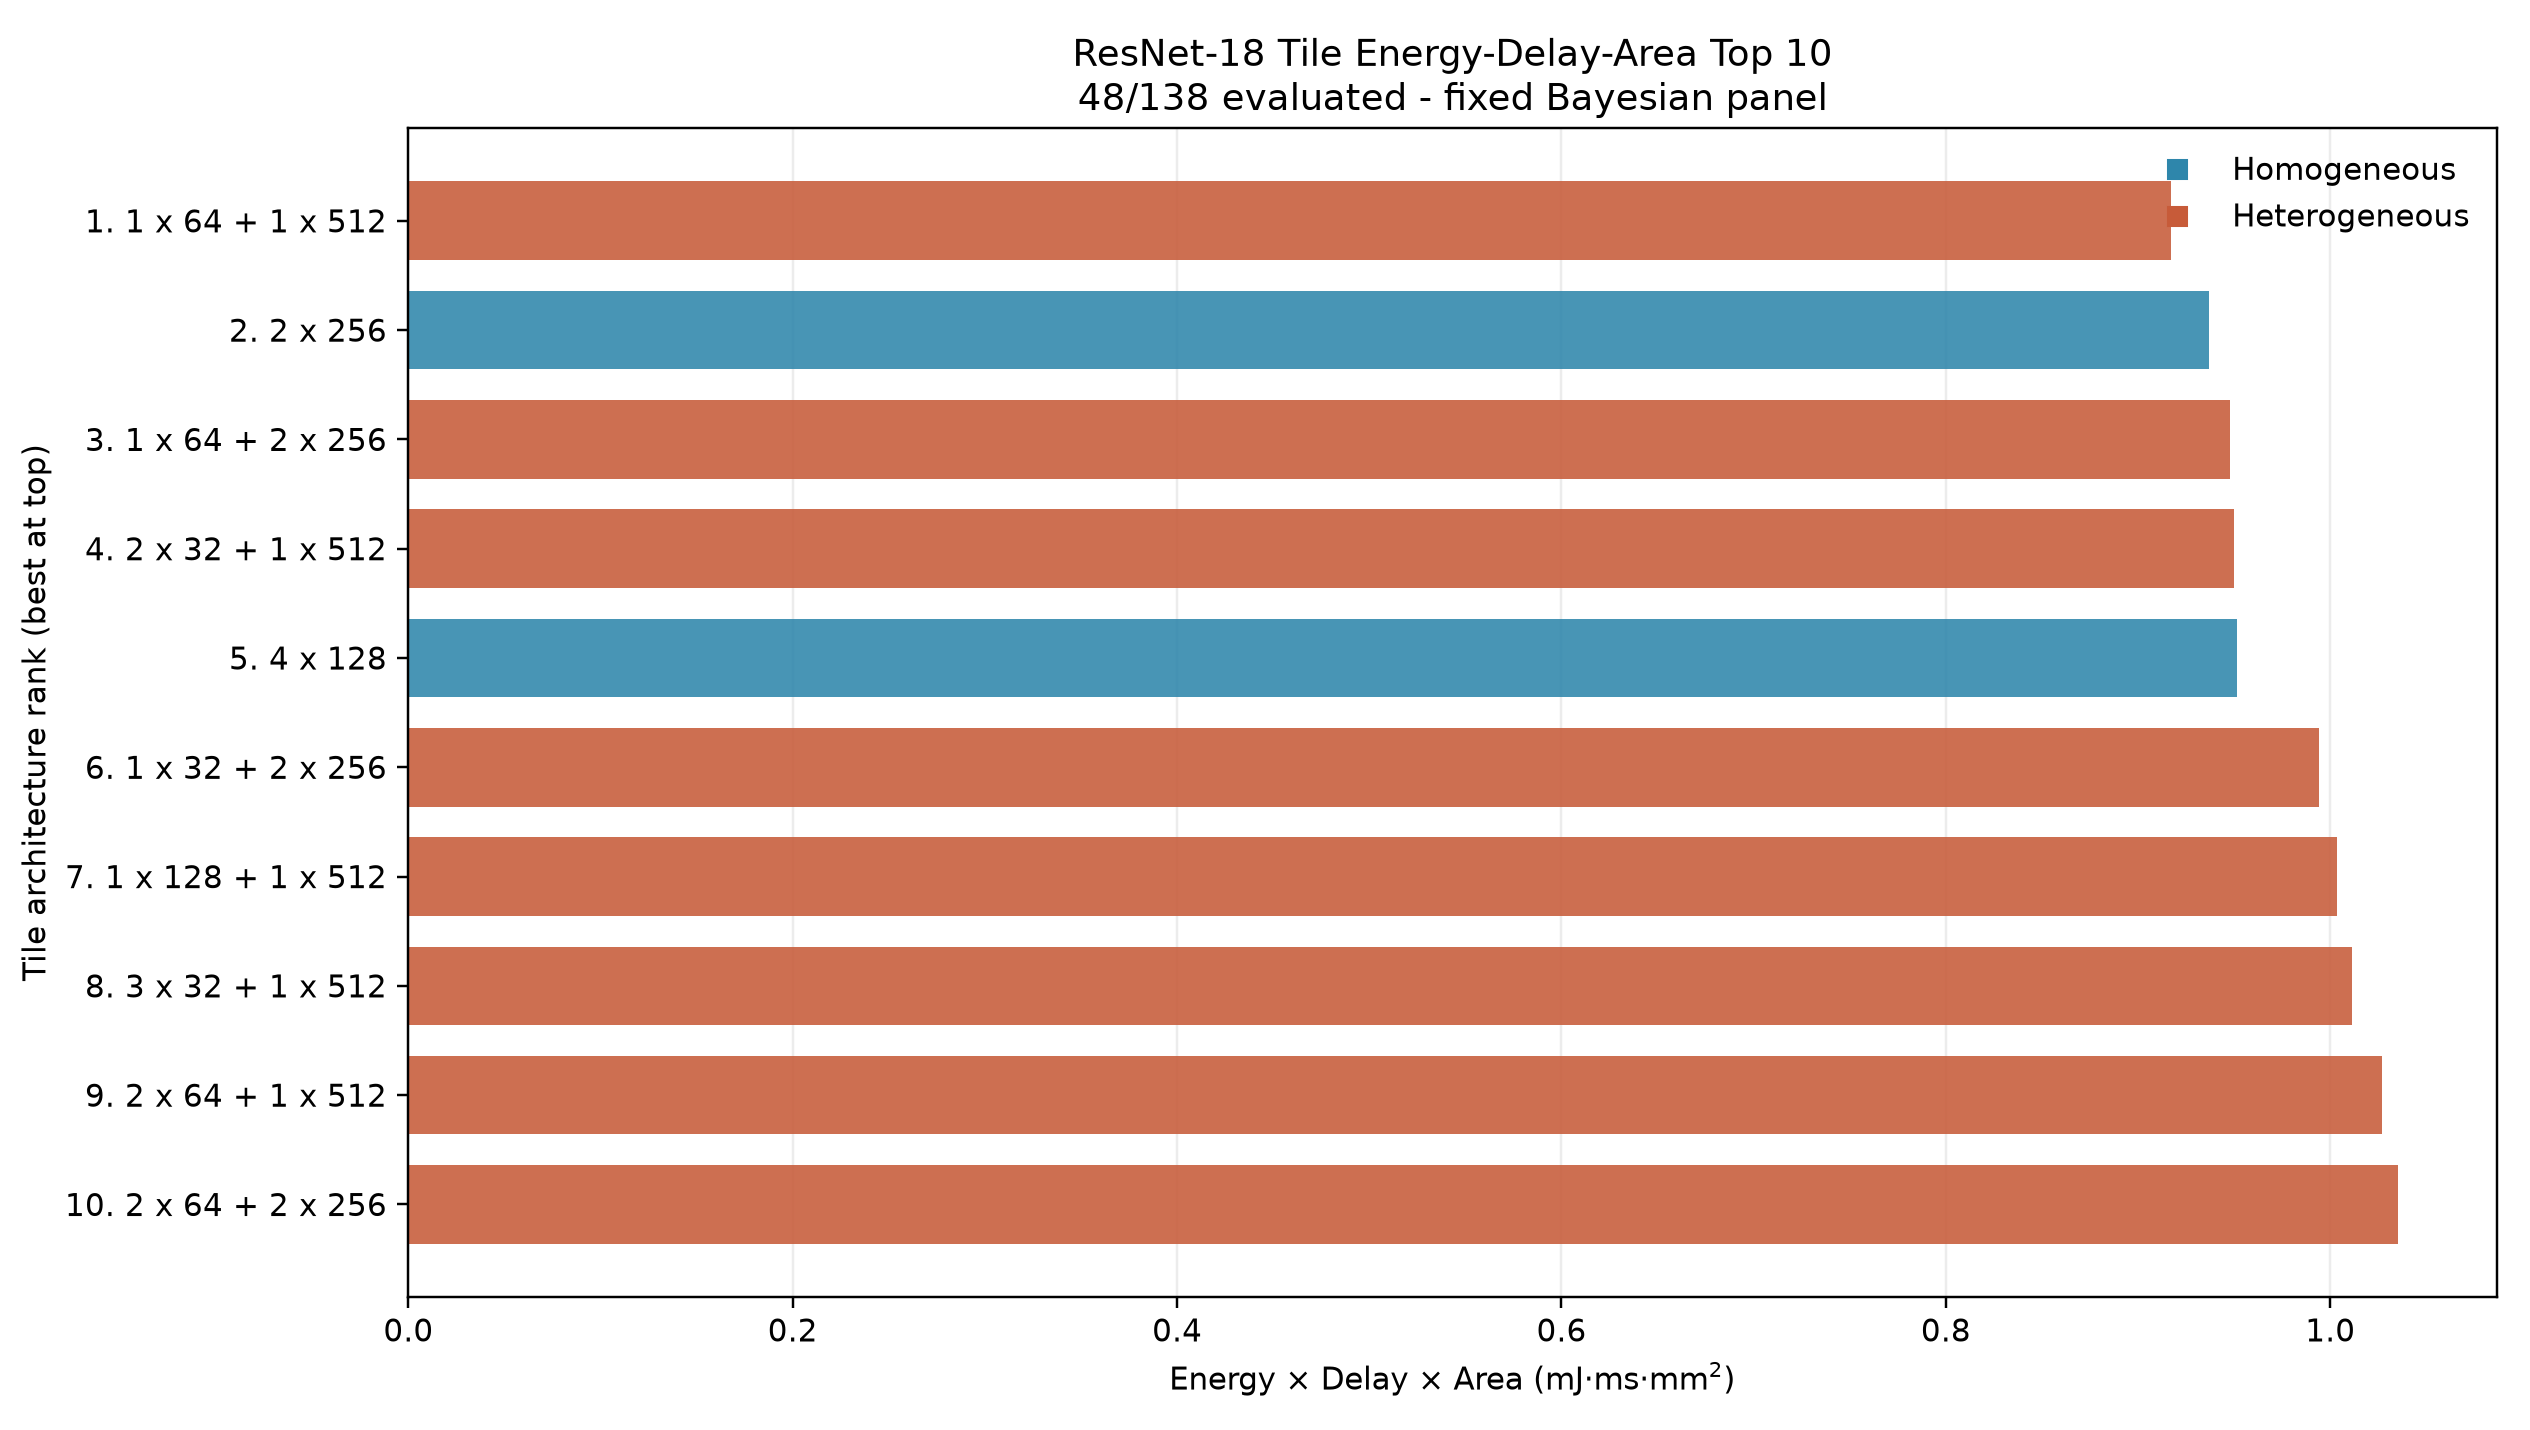 ResNet-18 Tile Energy-Delay-Area Top 10
48/138 evaluated - fixed Bayesian panel
Homogeneous
Heterogeneous
Tile architecture rank (best at top)
1. 1 x 64 + 1 x 512
2. 2 x 256
3. 1 x 64 + 2 x 256
4. 2 x 32 + 1 x 512
5. 4 x 128
6. 1 x 32 + 2 x 256
7. 1 x 128 + 1 x 512
8. 3 x 32 + 1 x 512
9. 2 x 64 + 1 x 512
10. 2 x 64 + 2 x 256
0.0 0.2 0.4 0.6 0.8 1.0
Energy × Delay × Area (mJ·ms·mm²)